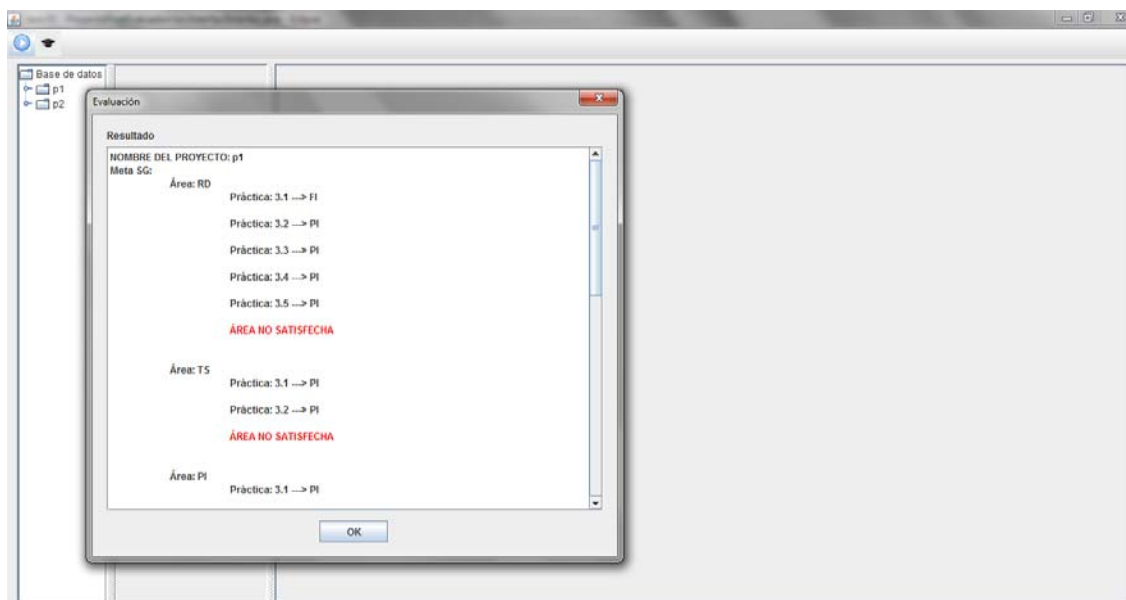 Base de datos
p1
p2
Evaluación
Resultado
NOMBRE DEL PROYECTO: p1
Meta SG:
Área: RD
Práctica: 3.1 ---> FI
Práctica: 3.2 ---> PI
Práctica: 3.3 ---> PI
Práctica: 3.4 ---> PI
Práctica: 3.5 ---> PI
ÁREA NO SATISFECHA
Área: TS
Práctica: 3.1 ---> PI
Práctica: 3.2 ---> PI
ÁREA NO SATISFECHA
Área: PI
Práctica: 3.1 ---> PI
OK